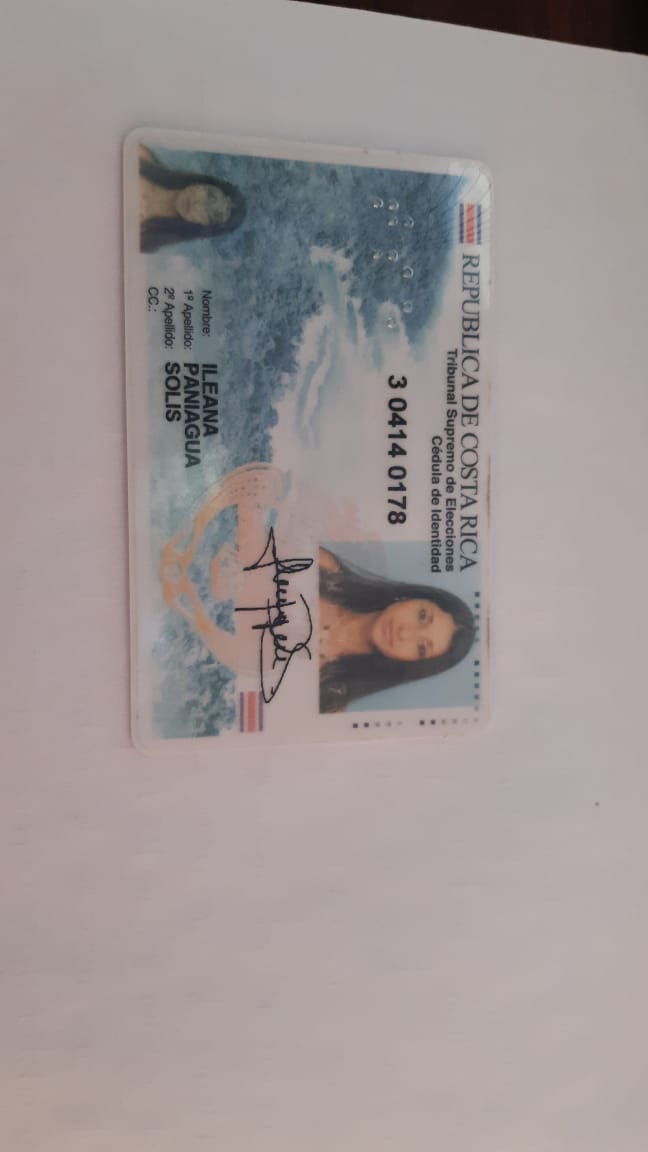 REPUBLICA DE COSTA RICA
Tribunal Supremo de Elecciones
Cédula de Identidad
3 0414 0178
Nombre: ILEANA
1º Apellido: PANIAGUA
2º Apellido: SOLIS
CC.: